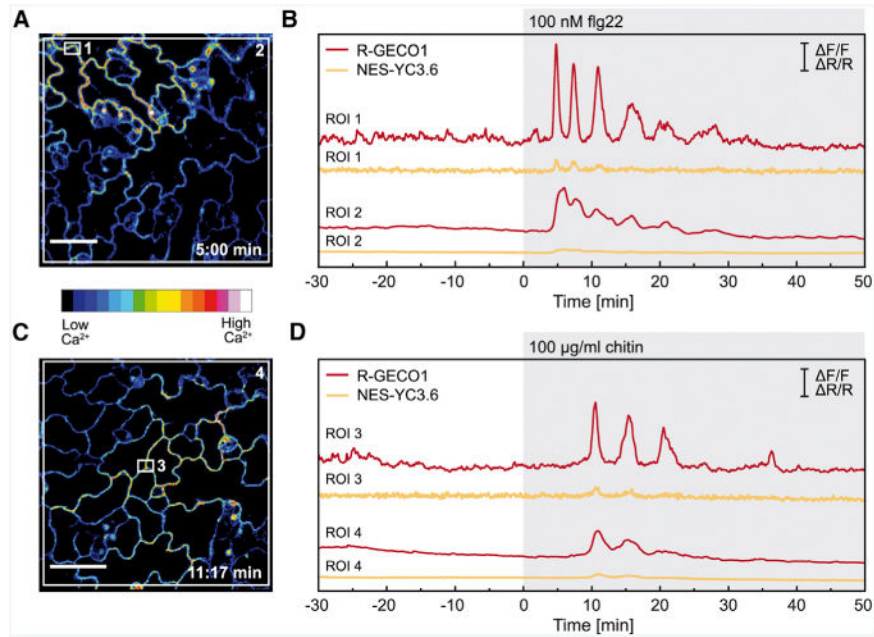 A
1
2
5:00 min
Low
Ca2+
High
Ca2+
B
100 nM flg22
R-GECO1
NES-YC3.6
ΔF/F
ΔR/R
ROI 1
ROI 1
ROI 2
ROI 2
-30 -20 -10 0 10 20 30 40 50
Time [min]
C
4
3
11:17 min
D
100 µg/ml chitin
R-GECO1
NES-YC3.6
ΔF/F
ΔR/R
ROI 3
ROI 3
ROI 4
ROI 4
-30 -20 -10 0 10 20 30 40 50
Time [min]